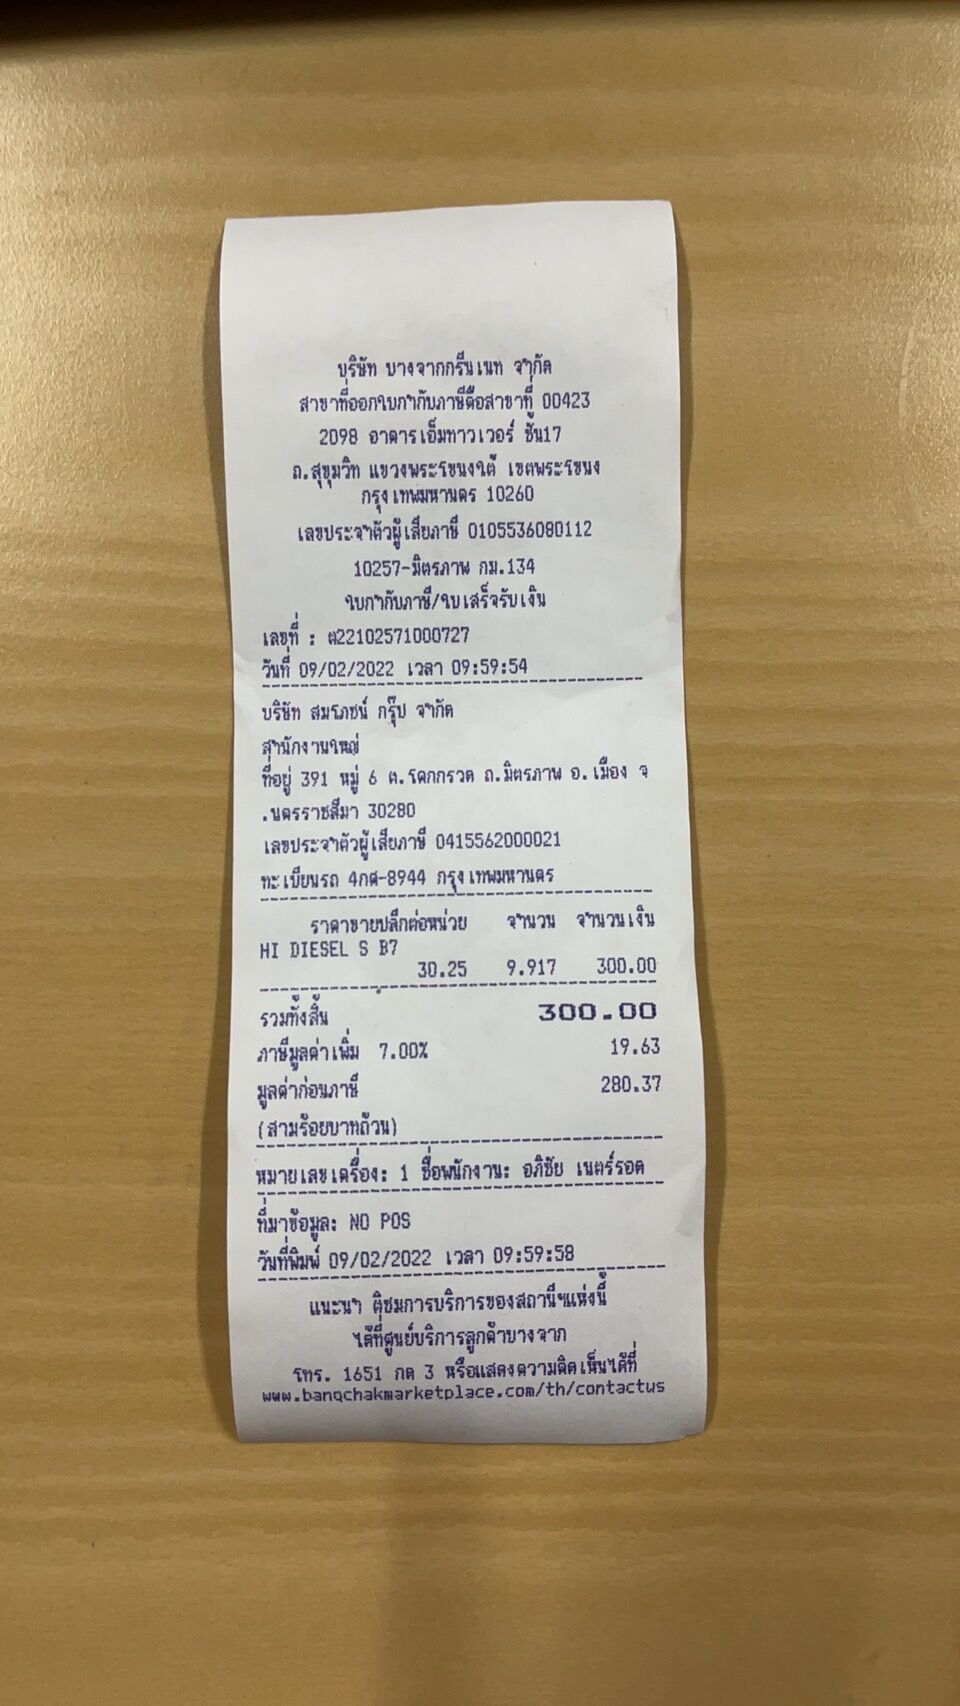 บริษัท บางจากกรีนเนท จำกัด
สาขาที่ออกใบกำกับภาษีคือสาขาที่ 00423
2098 อาคารเอ็มทาวเวอร์ ชั้น17
ถ.สุขุมวิท แขวงพระโขนงใต้ เขตพระโขนง
กรุงเทพมหานคร 10260
เลขประจำตัวผู้เสียภาษี 0105536080112
10257-มิตรภาพ กม.134
ใบกำกับภาษี/ใบเสร็จรับเงิน
เลขที่ : ต22102571000727
วันที่ 09/02/2022 เวลา 09:59:54
บริษัท สมโภชน์ กรุ๊ป จำกัด
สำนักงานใหญ่
ที่อยู่ 391 หมู่ 6 ต.โคกกรวด ถ.มิตรภาพ อ.เมือง จ
.นครราชสีมา 30280
เลขประจำตัวผู้เสียภาษี 0415562000021
ทะเบียนรถ 4กศ-8944 กรุงเทพมหานคร
ราคาขายปลีกต่อหน่วย จำนวน จำนวนเงิน
HI DIESEL S B7
30.25 9.917 300.00
รวมทั้งสิ้น 300.00
ภาษีมูลค่าเพิ่ม 7.00% 19.63
มูลค่าก่อนภาษี 280.37
(สามร้อยบาทถ้วน)
หมายเลขเครื่อง: 1 ชื่อพนักงาน: อภิชัย เนตร์รอด
ที่มาข้อมูล: NO POS
วันที่พิมพ์ 09/02/2022 เวลา 09:59:58
แนะนำ ติชมการบริการของสถานีฯแห่งนี้
ได้ที่ศูนย์บริการลูกค้าบางจาก
โทร. 1651 กด 3 หรือแสดงความคิดเห็นได้ที่
www.bangchakmarketplace.com/th/contactus